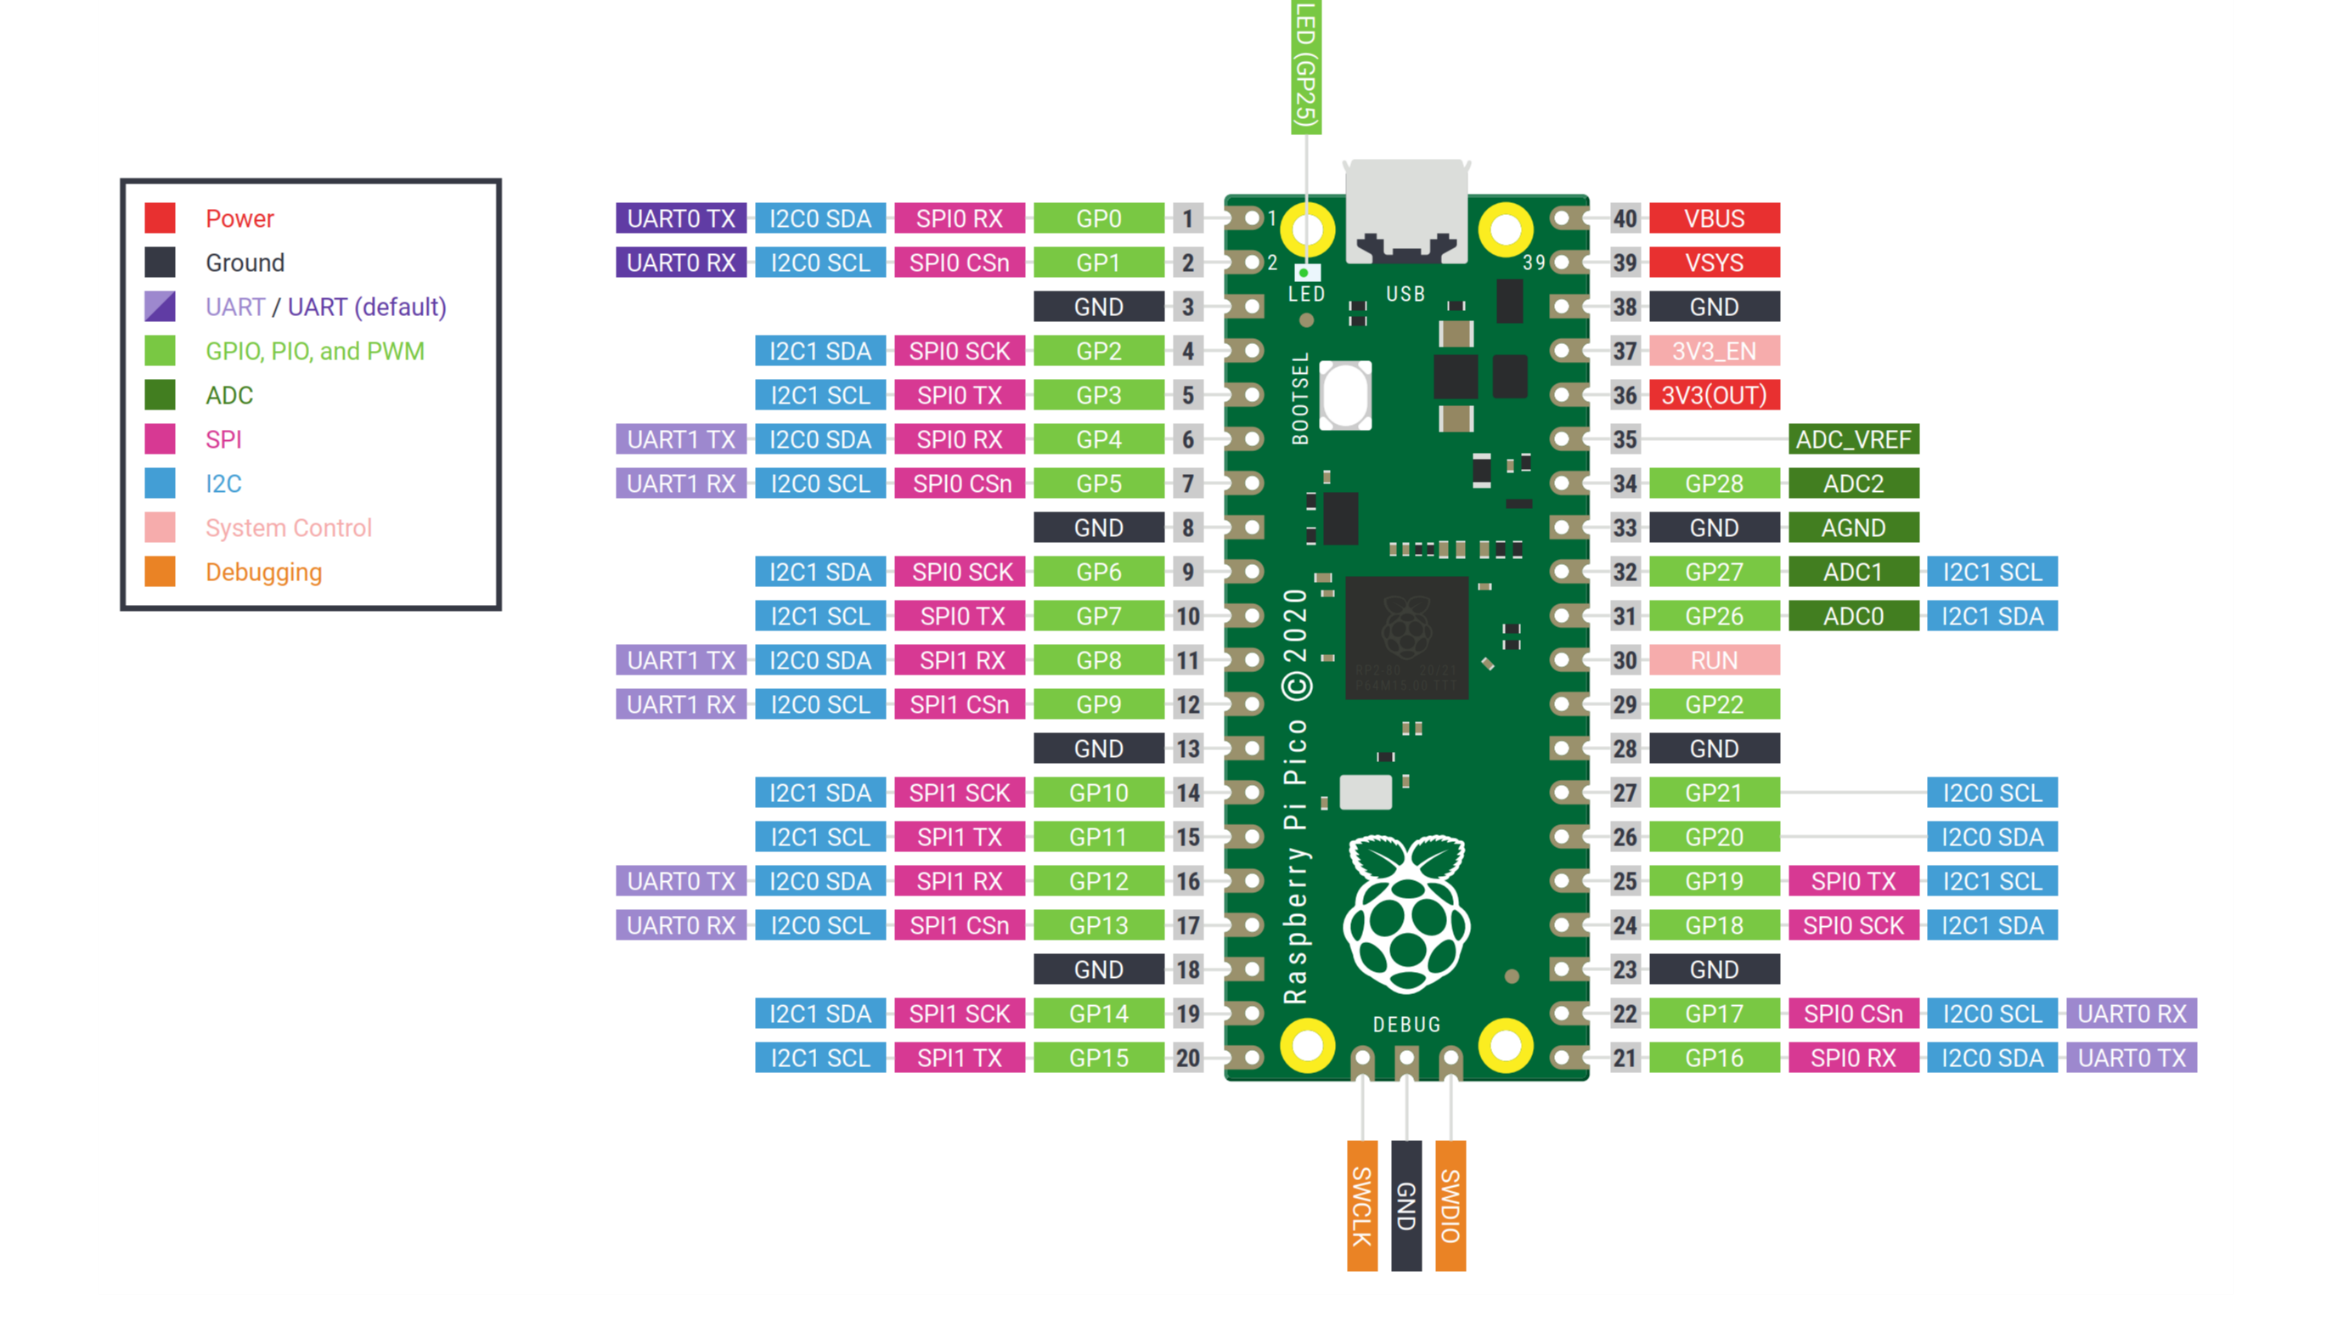 LED (GP25)
Power
Ground
UART / UART (default)
GPIO, PIO, and PWM
ADC
SPI
I2C
System Control
Debugging
UART0 TX I2C0 SDA SPI0 RX GP0 1
UART0 RX I2C0 SCL SPI0 CSn GP1 2
GND 3
I2C1 SDA SPI0 SCK GP2 4
I2C1 SCL SPI0 TX GP3 5
UART1 TX I2C0 SDA SPI0 RX GP4 6
UART1 RX I2C0 SCL SPI0 CSn GP5 7
GND 8
I2C1 SDA SPI0 SCK GP6 9
I2C1 SCL SPI0 TX GP7 10
UART1 TX I2C0 SDA SPI1 RX GP8 11
UART1 RX I2C0 SCL SPI1 CSn GP9 12
GND 13
I2C1 SDA SPI1 SCK GP10 14
I2C1 SCL SPI1 TX GP11 15
UART0 TX I2C0 SDA SPI1 RX GP12 16
UART0 RX I2C0 SCL SPI1 CSn GP13 17
GND 18
I2C1 SDA SPI1 SCK GP14 19
I2C1 SCL SPI1 TX GP15 20
1
2
39
LED
USB
BOOTSEL
Raspberry Pi Pico ©2020
DEBUG
40 VBUS
39 VSYS
38 GND
37 3V3_EN
36 3V3(OUT)
35 ADC_VREF
34 GP28 ADC2
33 GND AGND
32 GP27 ADC1 I2C1 SCL
31 GP26 ADC0 I2C1 SDA
30 RUN
29 GP22
28 GND
27 GP21 I2C0 SCL
26 GP20 I2C0 SDA
25 GP19 SPI0 TX I2C1 SCL
24 GP18 SPI0 SCK I2C1 SDA
23 GND
22 GP17 SPI0 CSn I2C0 SCL UART0 RX
21 GP16 SPI0 RX I2C0 SDA UART0 TX
SWCLK
GND
SWDIO